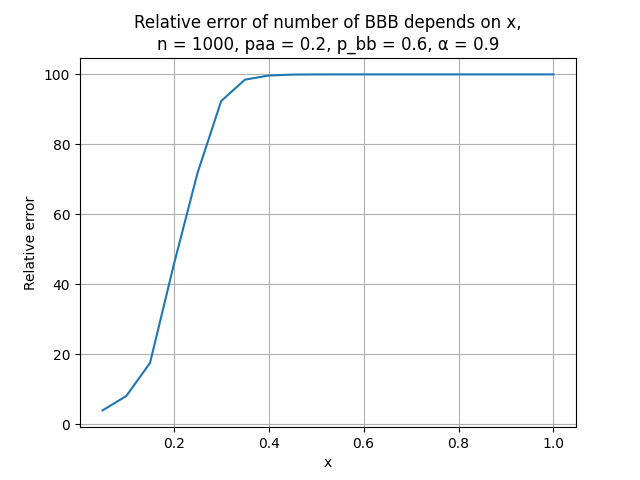 Relative error of number of BBB depends on x,
n = 1000, paa = 0.2, p_bb = 0.6, α = 0.9
100
80
60
40
20
0
Relative error
0.2
0.4
0.6
0.8
1.0
x